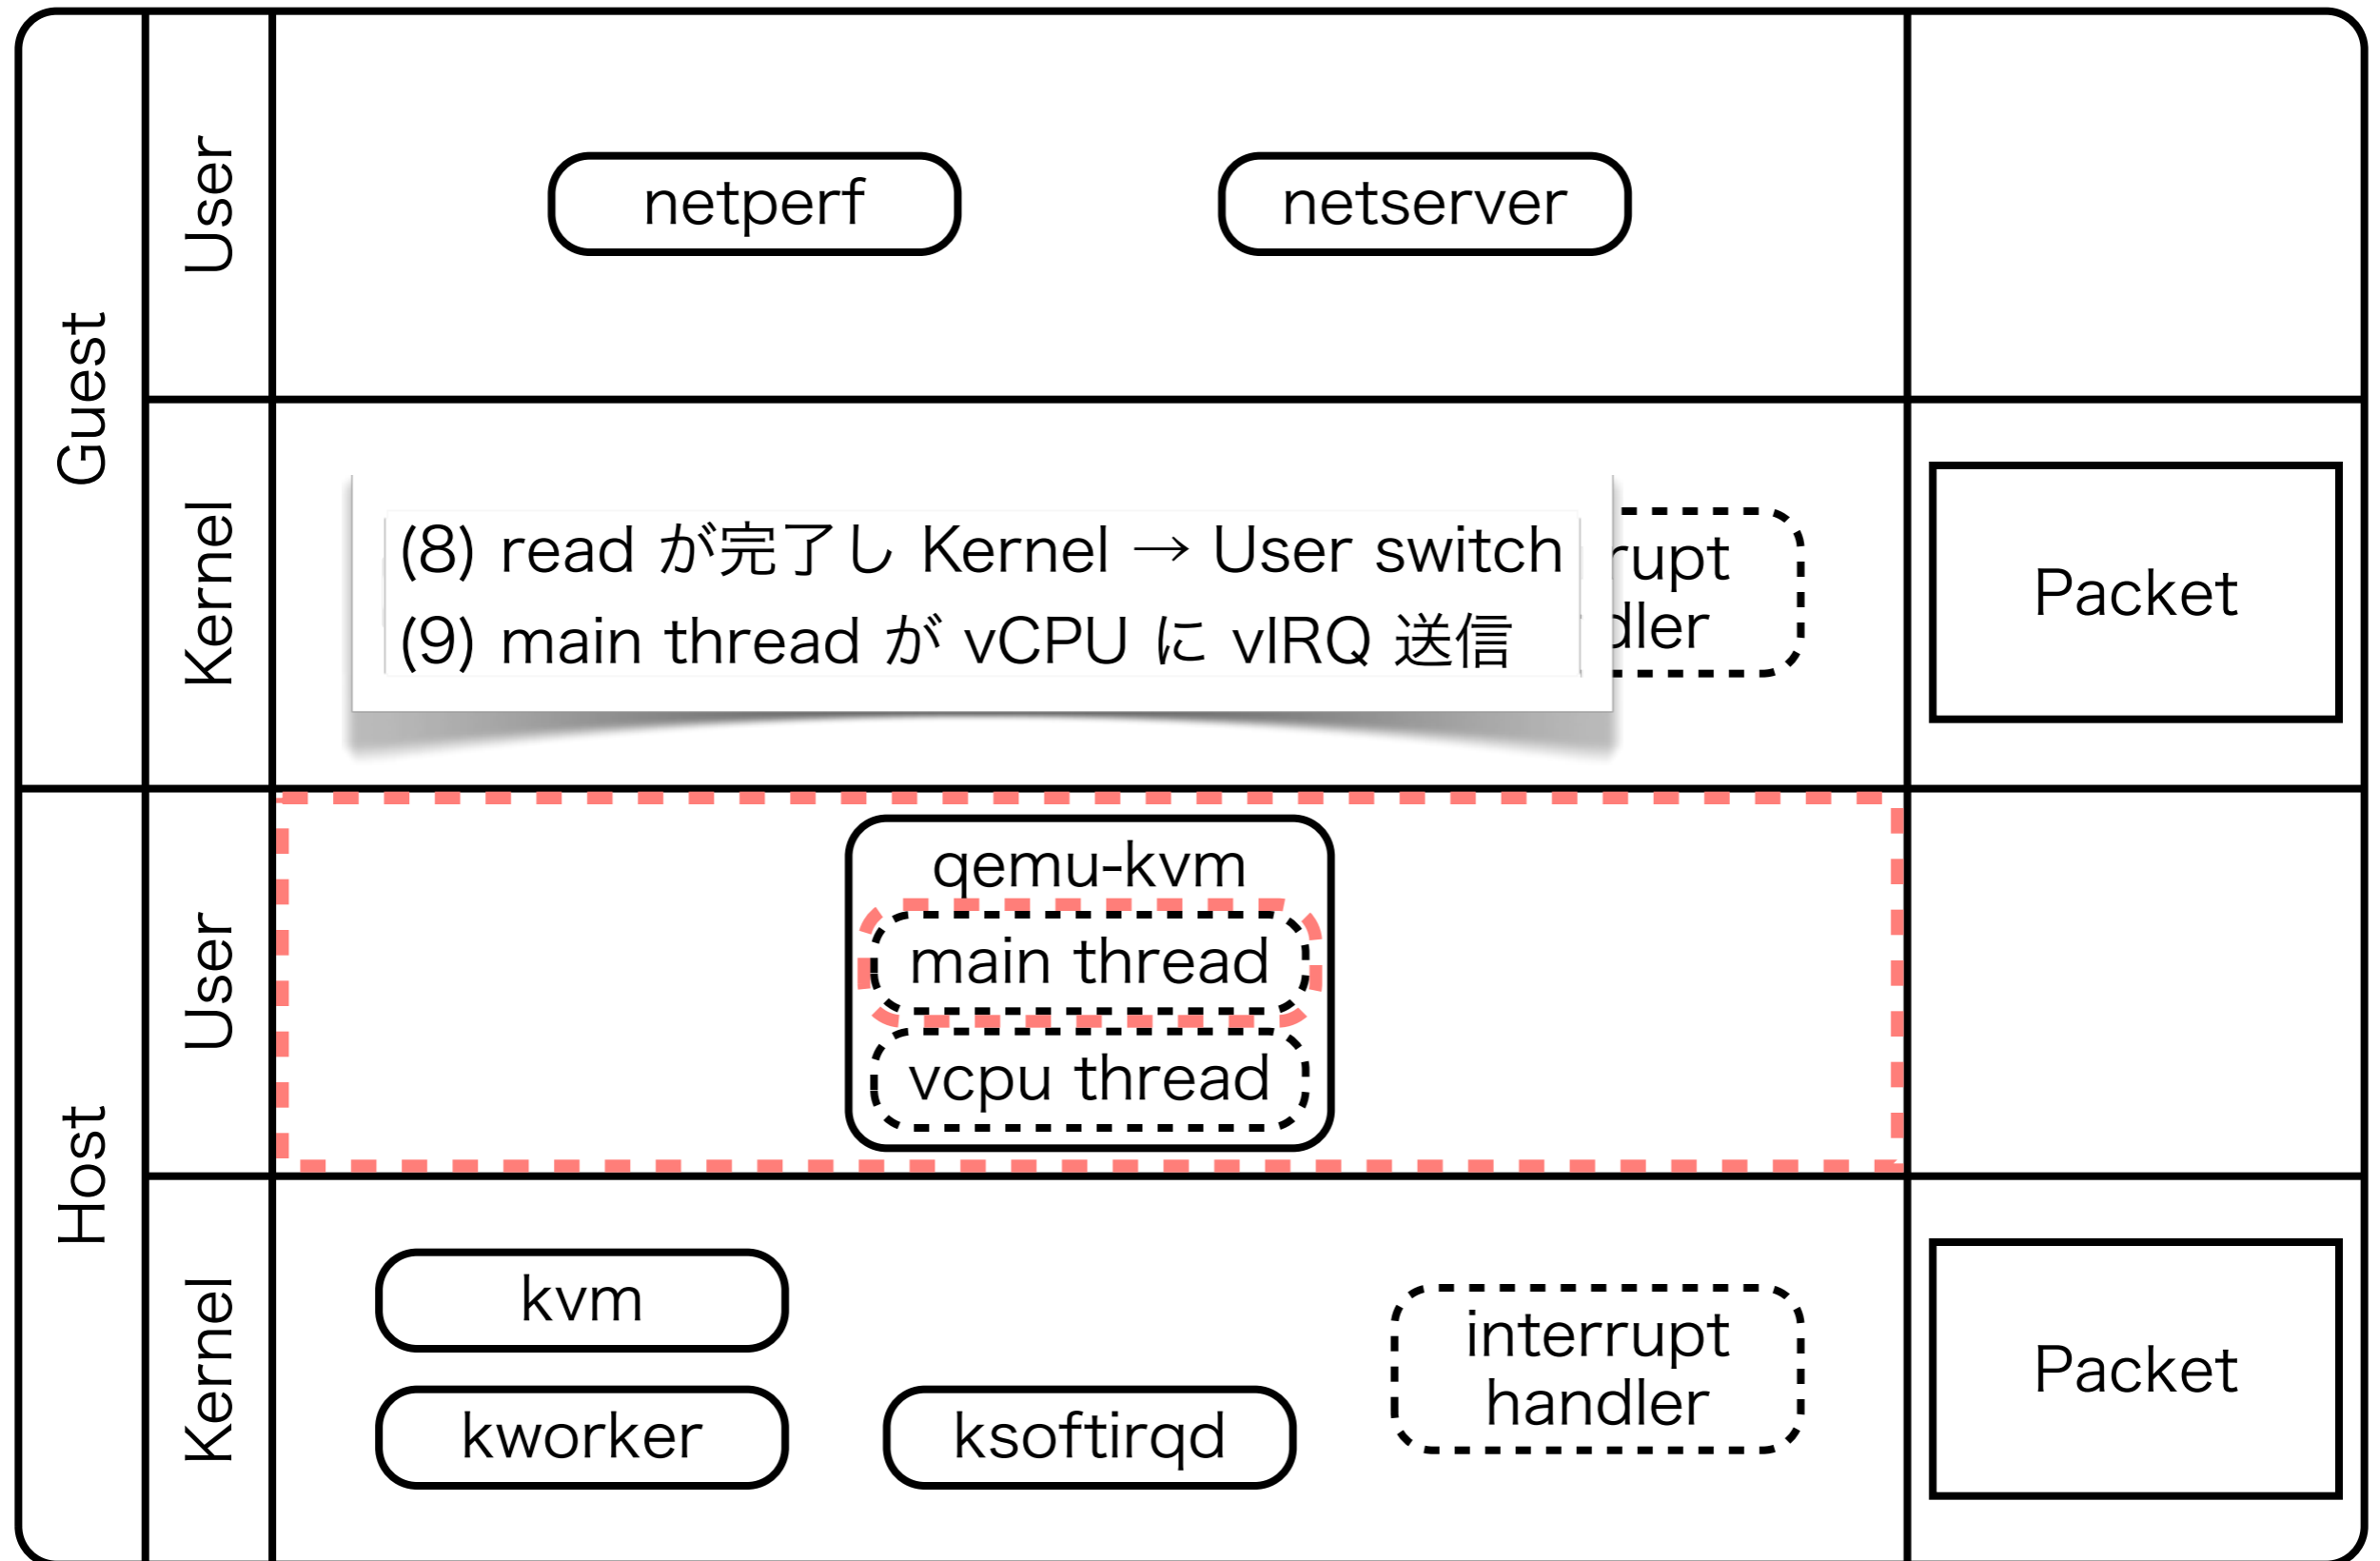 Guest
User
netperf
netserver
Kernel
(8) read が完了し Kernel → User switch
(9) main thread が vCPU に vIRQ 送信
Packet
Host
User
qemu-kvm
main thread
vcpu thread
Kernel
kvm
kworker
ksoftirqd
interrupt
handler
Packet